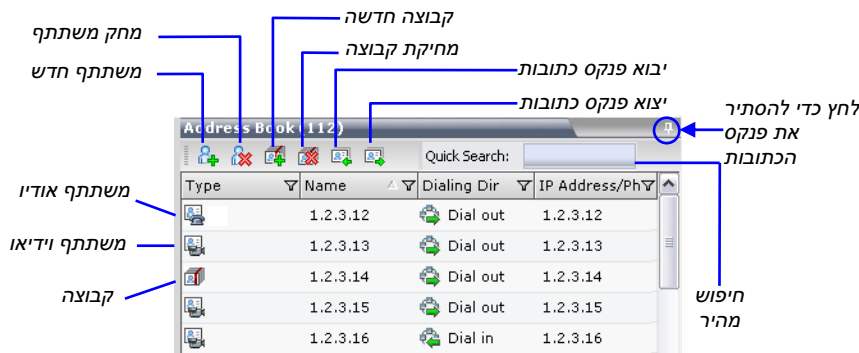 קבוצה חדשה
מחק משתתף
מחיקת קבוצה
משתתף חדש
יבוא פנקס כתובות
יצוא פנקס כתובות
לחץ כדי להסתיר
את פנקס
הכתובות
Address Book (112)
Quick Search:
Type Name Dialing Dir IP Address/Ph
משתתף אודיו
1.2.3.12 Dial out 1.2.3.12
משתתף וידיאו
1.2.3.13 Dial out 1.2.3.13
קבוצה
1.2.3.14 Dial out 1.2.3.14
חיפוש
מהיר
1.2.3.15 Dial out 1.2.3.15
1.2.3.16 Dial in 1.2.3.16